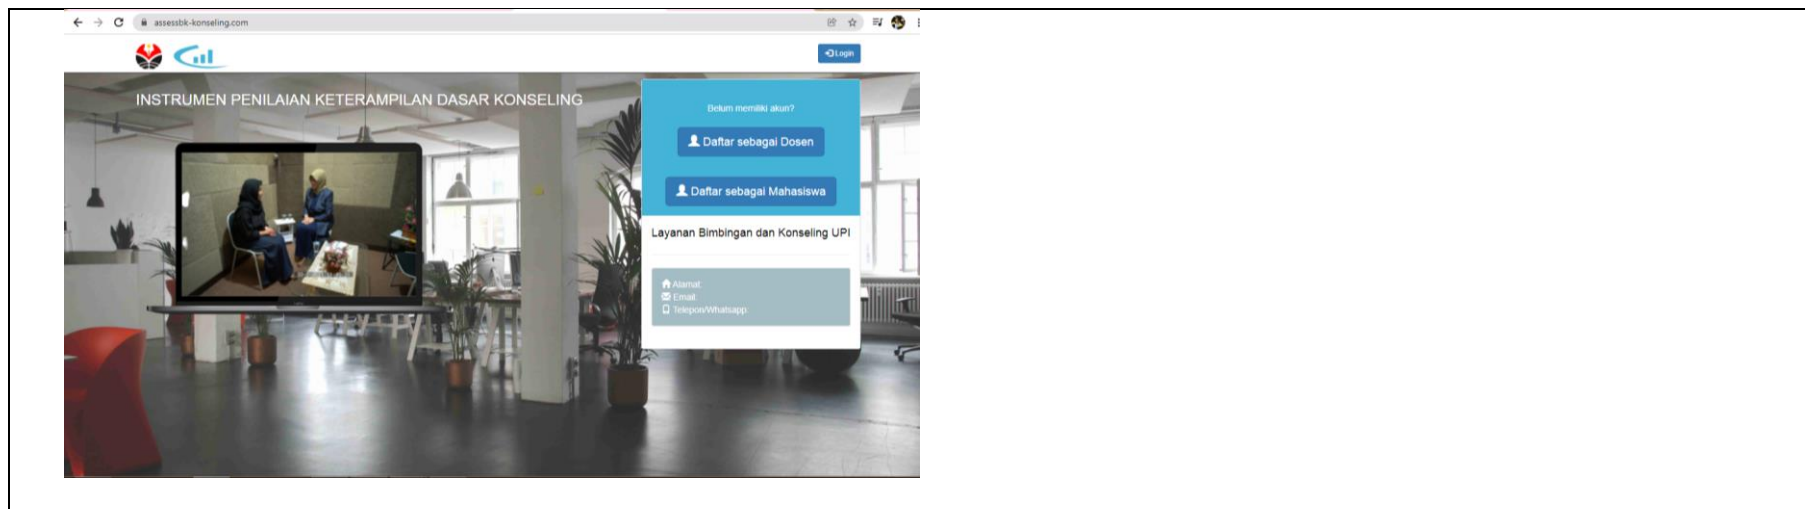 assessbk-konseling.com
Login
INSTRUMEN PENILAIAN KETERAMPILAN DASAR KONSELING
Belum memiliki akun?
Daftar sebagai Dosen
Daftar sebagai Mahasiswa
Layanan Bimbingan dan Konseling UPI
Alamat:
Email:
Telepon/Whatsapp: